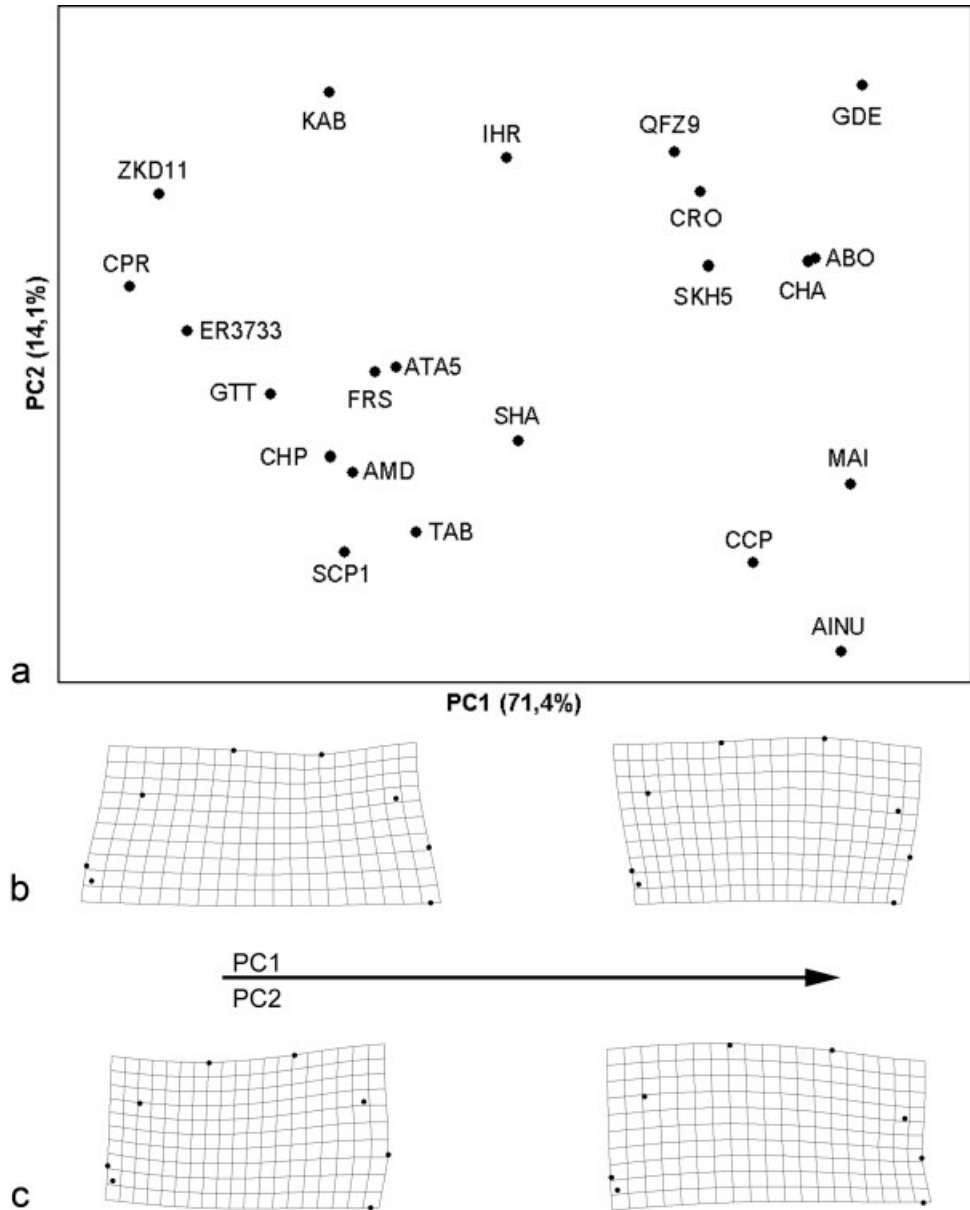 KAB
GDE
IHR
QFZ9
ZKD11
CRO
CPR
ABO
SKH5
CHA
ER3733
ATA5
GTT
FRS
SHA
CHP
AMD
MAI
TAB
CCP
SCP1
AINU
PC2 (14,1%)
a
PC1 (71,4%)
b
PC1
PC2
c